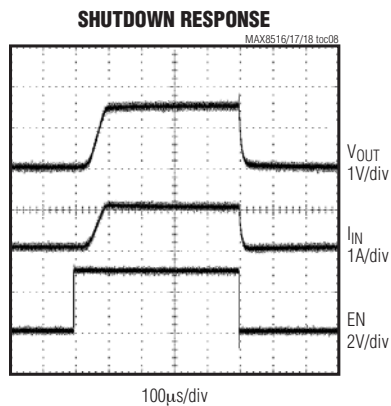 SHUTDOWN RESPONSE
MAX8516/17/18 toc08
VOUT
1V/div
IIN
1A/div
EN
2V/div
100µs/div